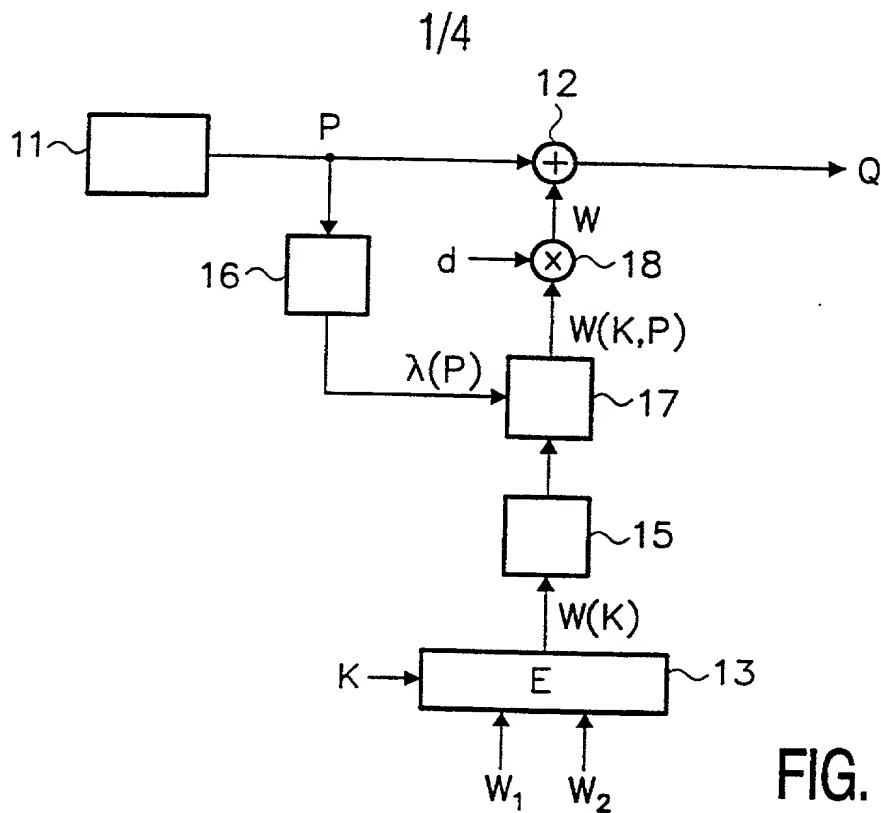 1/4
12
11
P
+
Q
W
16
d
×
18
W(K,P)
λ(P)
17
15
W(K)
K
E
13
W₁
W₂
FIG.